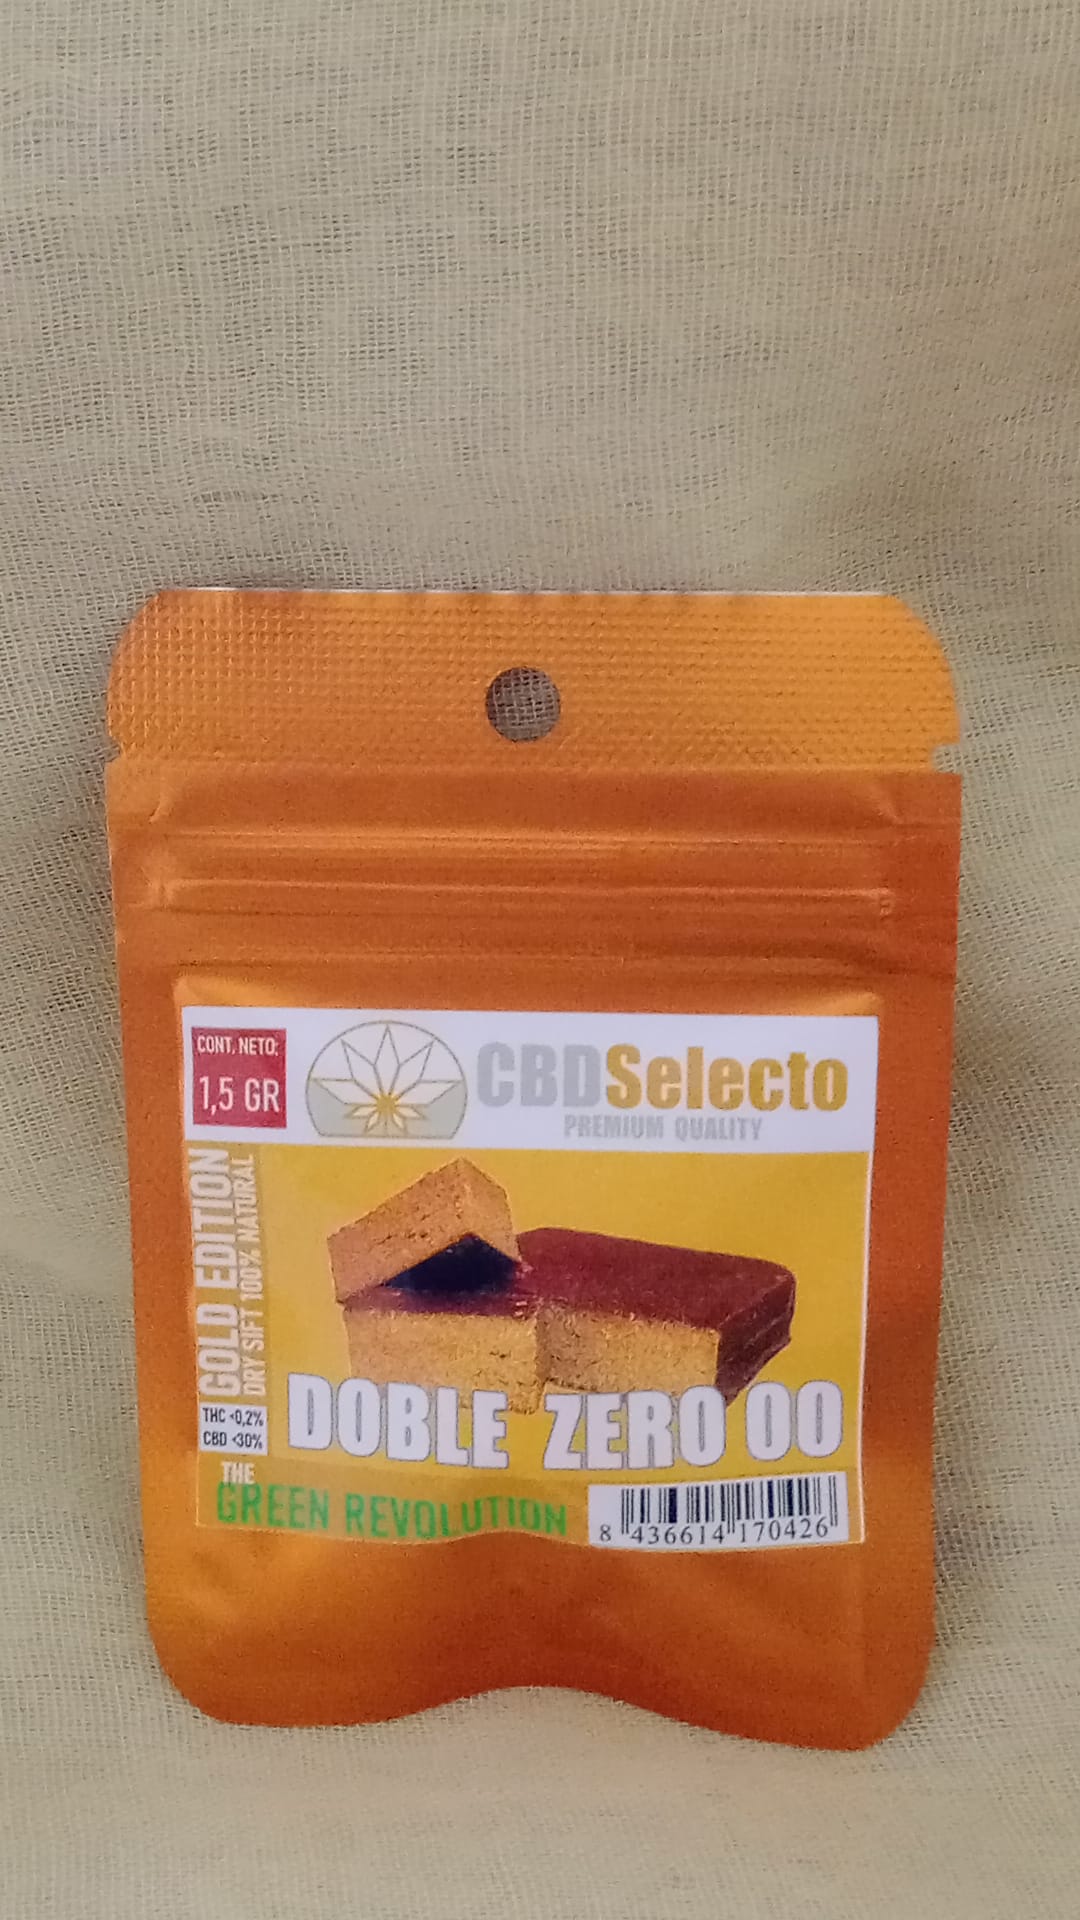 CONT. NETO:
1,5 GR
CBDSelecto
PREMIUM QUALITY
GOLD EDITION
DRY SIFT 100% NATURAL
THC <0,2%
CBD <30%
DOBLE ZERO 00
THE
GREEN REVOLUTION
8 436614 170426